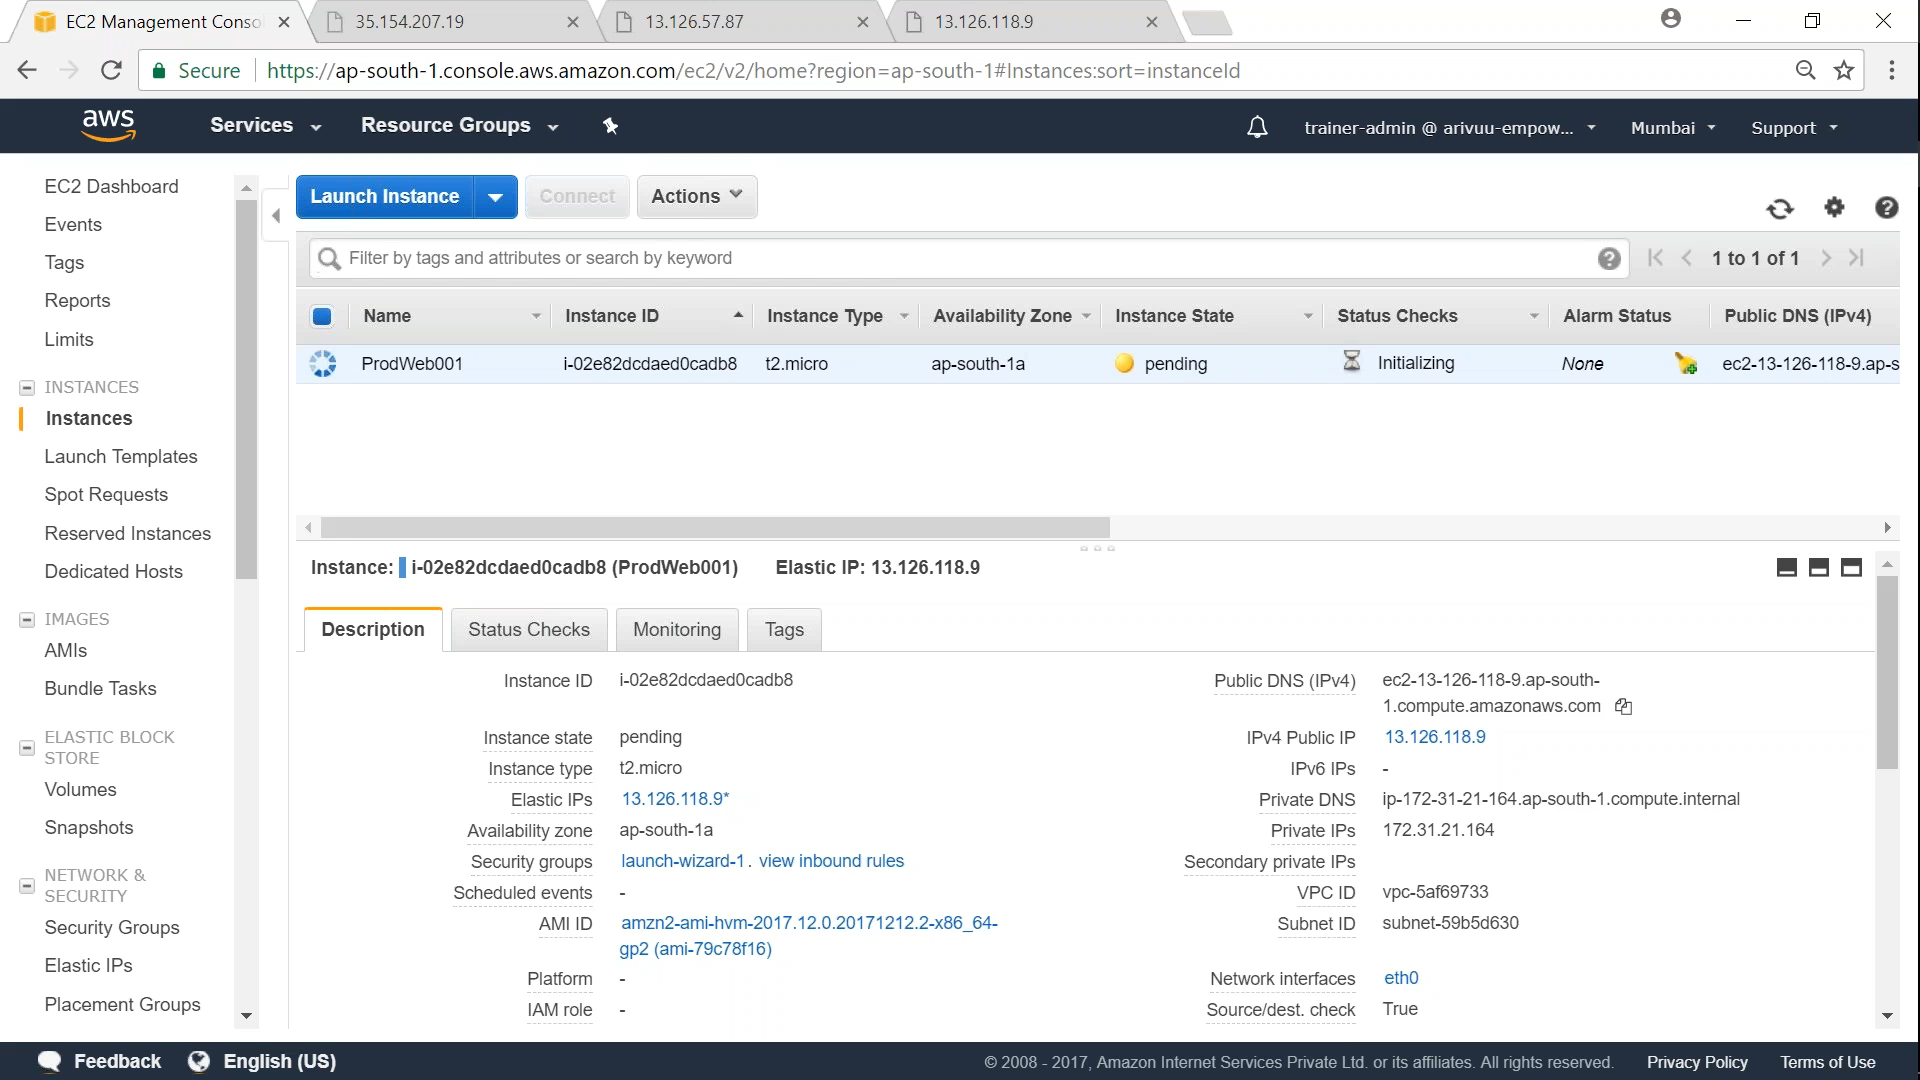 EC2 Management Conso
35.154.207.19
13.126.57.87
13.126.118.9
Secure
https://ap-south-1.console.aws.amazon.com/ec2/v2/home?region=ap-south-1#Instances:sort=instanceId
aws
Services
Resource Groups
trainer-admin @ arivuu-empow...
Mumbai
Support
EC2 Dashboard
Events
Tags
Reports
Limits
INSTANCES
Instances
Launch Templates
Spot Requests
Reserved Instances
Dedicated Hosts
IMAGES
AMIs
Bundle Tasks
ELASTIC BLOCK
STORE
Volumes
Snapshots
NETWORK &
SECURITY
Security Groups
Elastic IPs
Placement Groups
Launch Instance
Connect
Actions
Filter by tags and attributes or search by keyword
1 to 1 of 1
Name Instance ID Instance Type Availability Zone Instance State Status Checks Alarm Status Public DNS (IPv4)
ProdWeb001 i-02e82dcdaed0cadb8 t2.micro ap-south-1a pending Initializing None ec2-13-126-118-9.ap-s
Instance: i-02e82dcdaed0cadb8 (ProdWeb001) Elastic IP: 13.126.118.9
Description Status Checks Monitoring Tags
Instance ID i-02e82dcdaed0cadb8
Instance state pending
Instance type t2.micro
Elastic IPs 13.126.118.9*
Availability zone ap-south-1a
Security groups launch-wizard-1. view inbound rules
Scheduled events -
AMI ID amzn2-ami-hvm-2017.12.0.20171212.2-x86_64-
gp2 (ami-79c78f16)
Platform -
IAM role -
Public DNS (IPv4) ec2-13-126-118-9.ap-south-
1.compute.amazonaws.com
IPv4 Public IP 13.126.118.9
IPv6 IPs -
Private DNS ip-172-31-21-164.ap-south-1.compute.internal
Private IPs 172.31.21.164
Secondary private IPs
VPC ID vpc-5af69733
Subnet ID subnet-59b5d630
Network interfaces eth0
Source/dest. check True
Feedback
English (US)
© 2008 - 2017, Amazon Internet Services Private Ltd. or its affiliates. All rights reserved.
Privacy Policy
Terms of Use